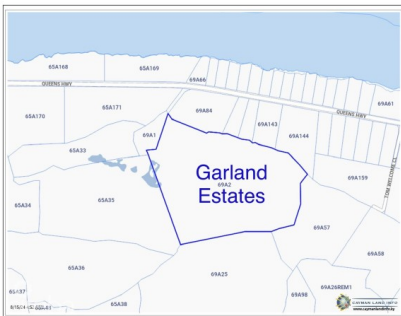 65A168
65A169
69A66
QUEENS HWY
QUEENS HWY
69A61
65A170
65A171
69A84
69A143
69A1
69A144
65A33
Garland
Estates
69A2
69A159
TOM WELCOME CL
65A34
65A35
69A57
69A58
65A36
69A25
69A26REM1
69A98
65A38
CAYMAN LAND INFO
www.caymanlandinfo.ky